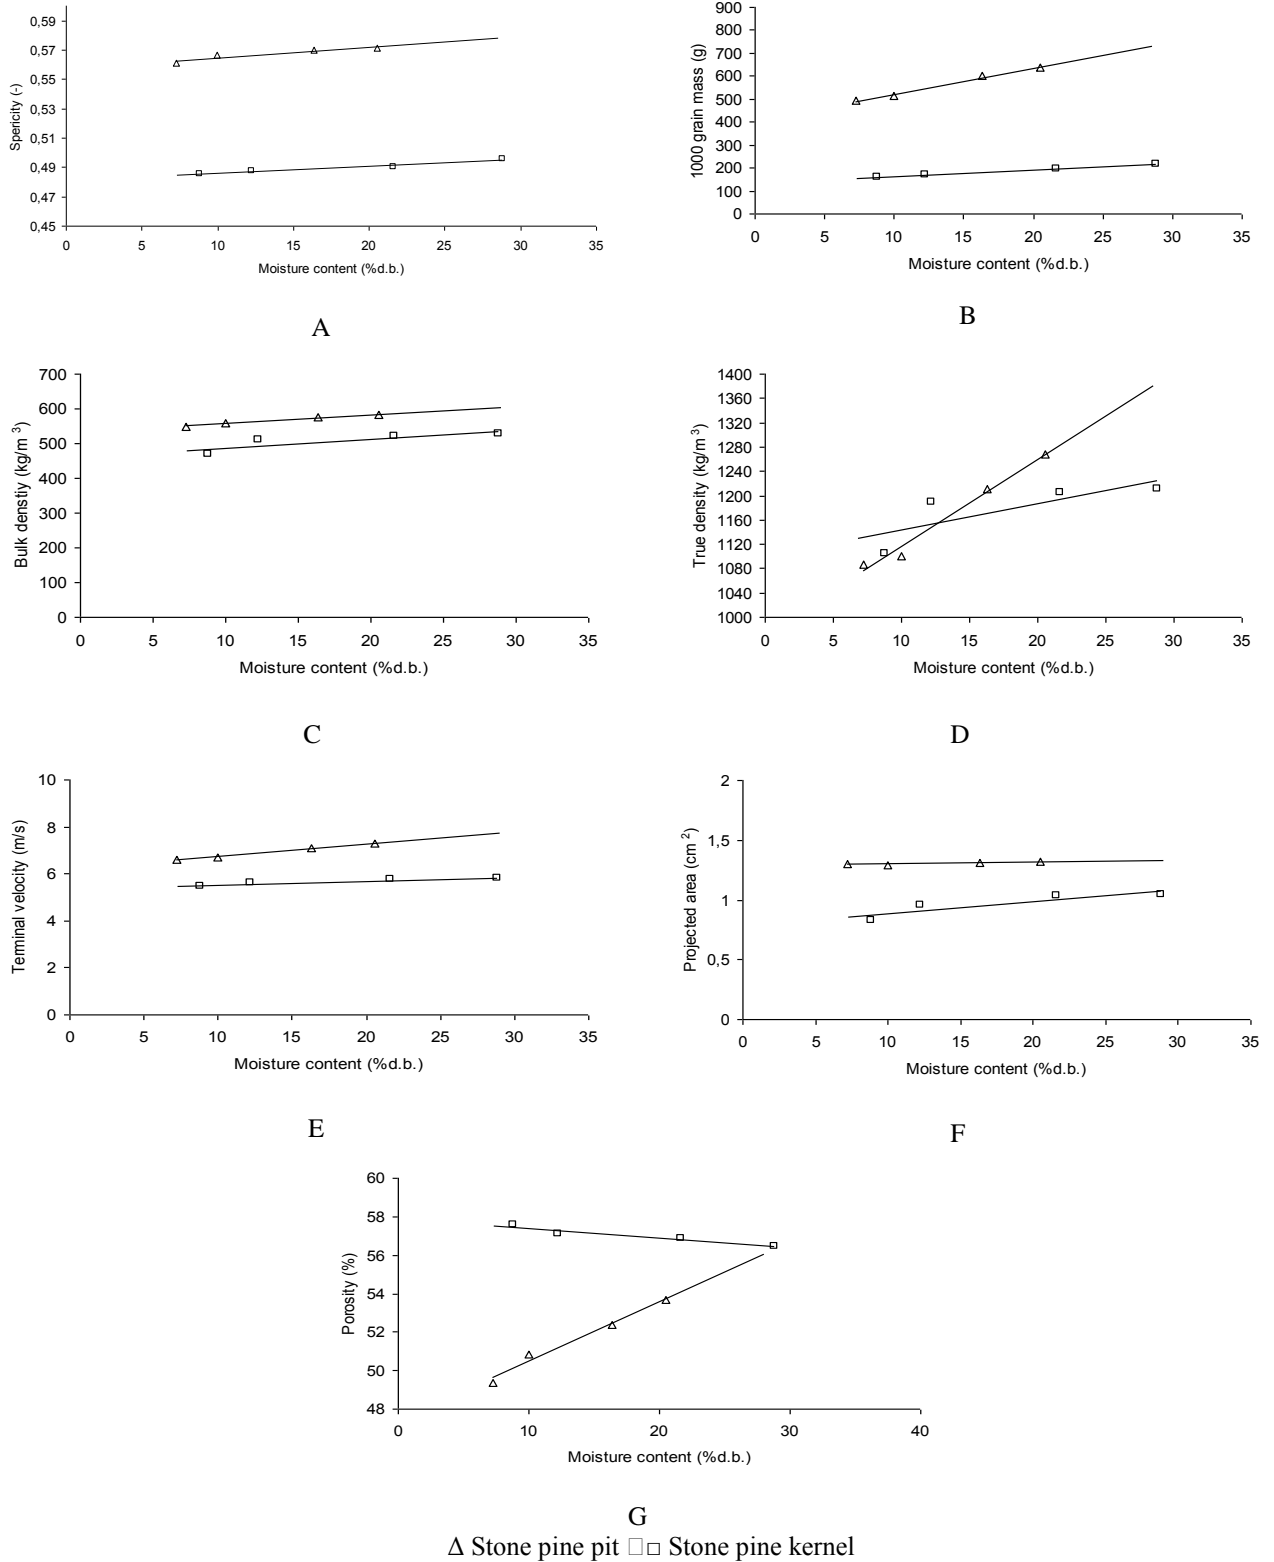 0,59
0,57
0,55
0,53
0,51
0,49
0,47
0,45
Spericity (-)
0 5 10 15 20 25 30 35
Moisture content (%d.b.)
A
900
800
700
600
500
400
300
200
100
0
1000 grain mass (g)
0 5 10 15 20 25 30 35
Moisture content (%d.b.)
B
700
600
500
400
300
200
100
0
Bulk denstiy (kg/m 3)
0 5 10 15 20 25 30 35
Moisture content (%d.b.)
C
1400
1360
1320
1280
1240
1200
1160
1120
1080
1040
1000
True density (kg/m3)
0 5 10 15 20 25 30 35
Moisture content (%d.b.)
D
10
8
6
4
2
0
Terminal velocity (m/s)
0 5 10 15 20 25 30 35
Moisture content (%d.b.)
E
2
1,5
1
0,5
0
Projected area (cm 2)
0 5 10 15 20 25 30 35
Moisture content (%d.b.)
F
60
58
56
54
52
50
48
Porosity (%)
0 10 20 30 40
Moisture content (%d.b.)
G
Δ Stone pine pit □□ Stone pine kernel